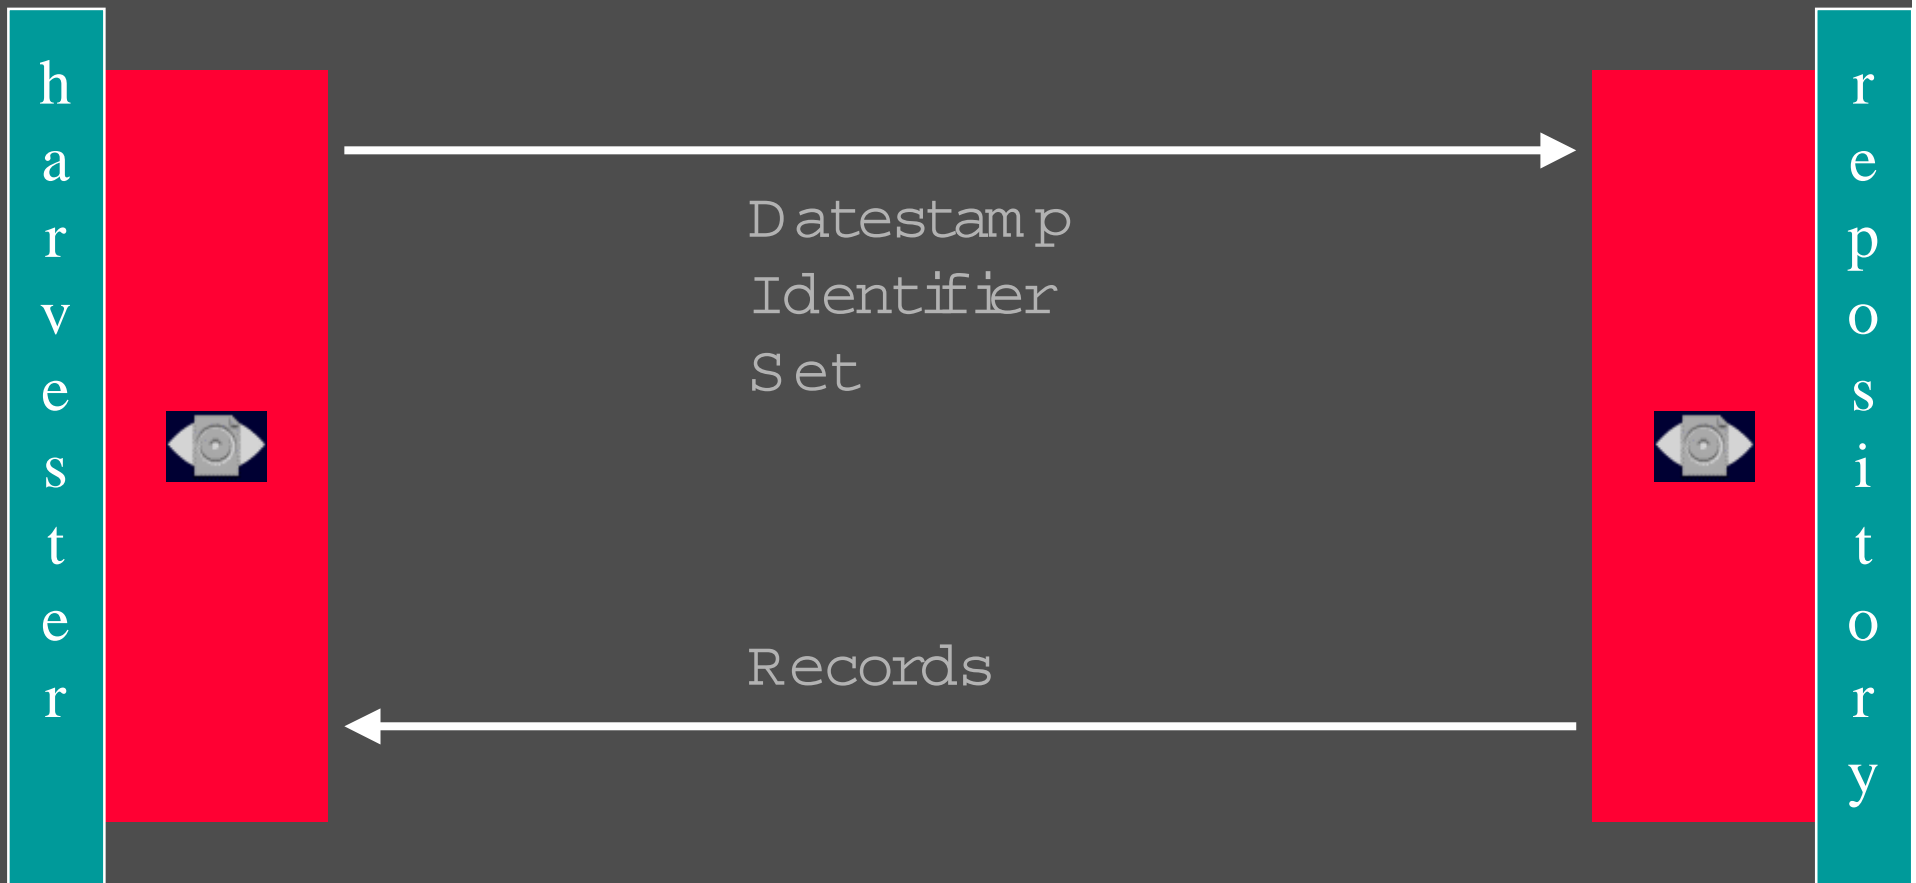 harvester
Datestamp
Identifier
Set
Records
repository